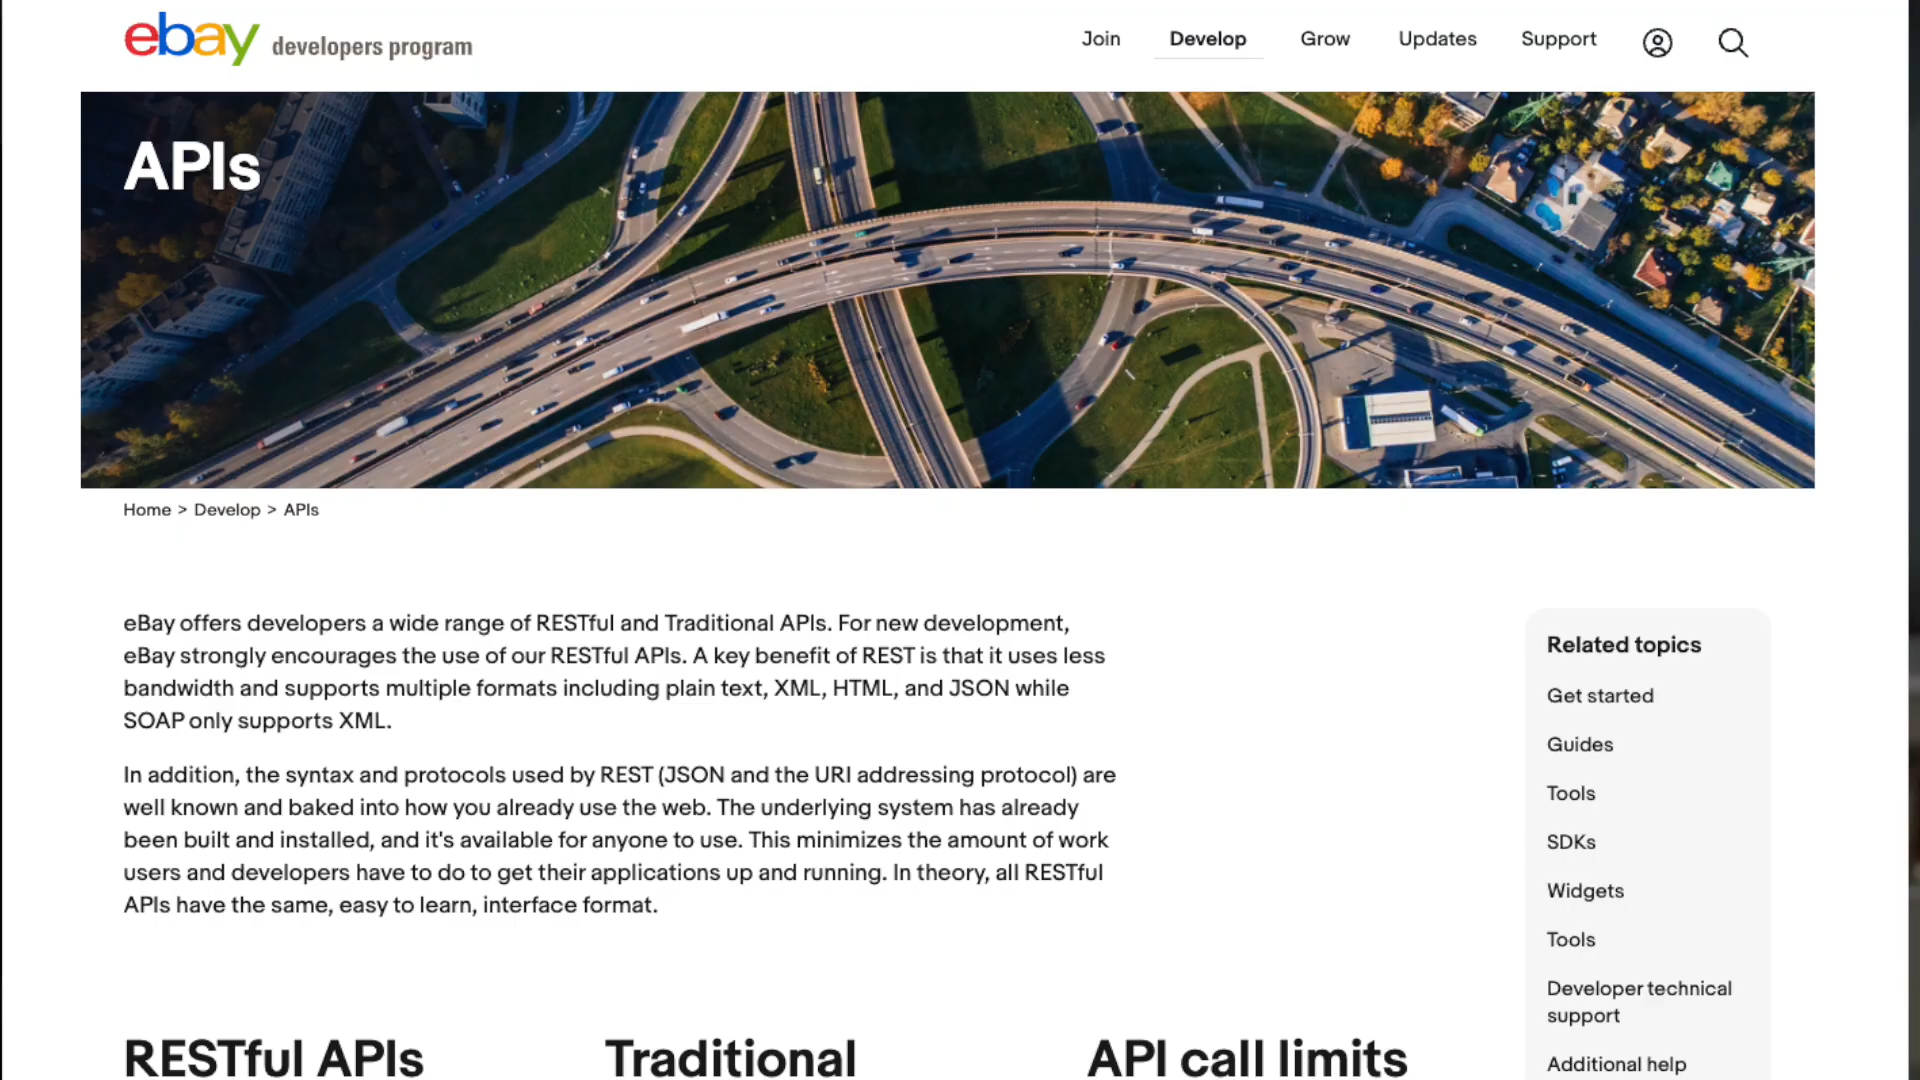 ebay developers program
Join Develop Grow Updates Support
APIs
Home > Develop > APIs
eBay offers developers a wide range of RESTful and Traditional APIs. For new development,
eBay strongly encourages the use of our RESTful APIs. A key benefit of REST is that it uses less
bandwidth and supports multiple formats including plain text, XML, HTML, and JSON while
SOAP only supports XML.
In addition, the syntax and protocols used by REST (JSON and the URI addressing protocol) are
well known and baked into how you already use the web. The underlying system has already
been built and installed, and it's available for anyone to use. This minimizes the amount of work
users and developers have to do to get their applications up and running. In theory, all RESTful
APIs have the same, easy to learn, interface format.
Related topics
Get started
Guides
Tools
SDKs
Widgets
Tools
Developer technical
support
Additional help
RESTful APIs
Traditional
API call limits